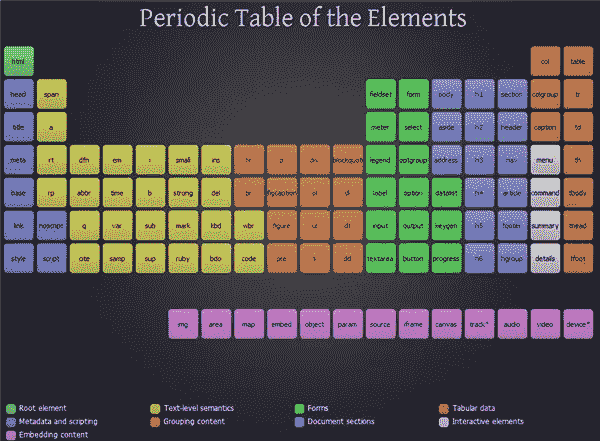 Periodic Table of the Elements
html col table
head span fieldset form body h1 section colgroup tr
title a meter select aside h2 header caption td
meta rt dfn em i small ins hr p div blockquote legend optgroup address h3 nav menu th
base rp abbr time b strong del br figcaption ol dl label option datalist h4 article command tbody
link noscript q var sub mark kbd wbr figure ul dt input output keygen h5 footer summary thead
style script cite samp sup ruby bdo code pre li dd textarea button progress h6 hgroup details tfoot
img area map embed object param source iframe canvas track* audio video device*
Root element Text-level semantics Forms Tabular data
Metadata and scripting Grouping content Document sections Interactive elements
Embedding content